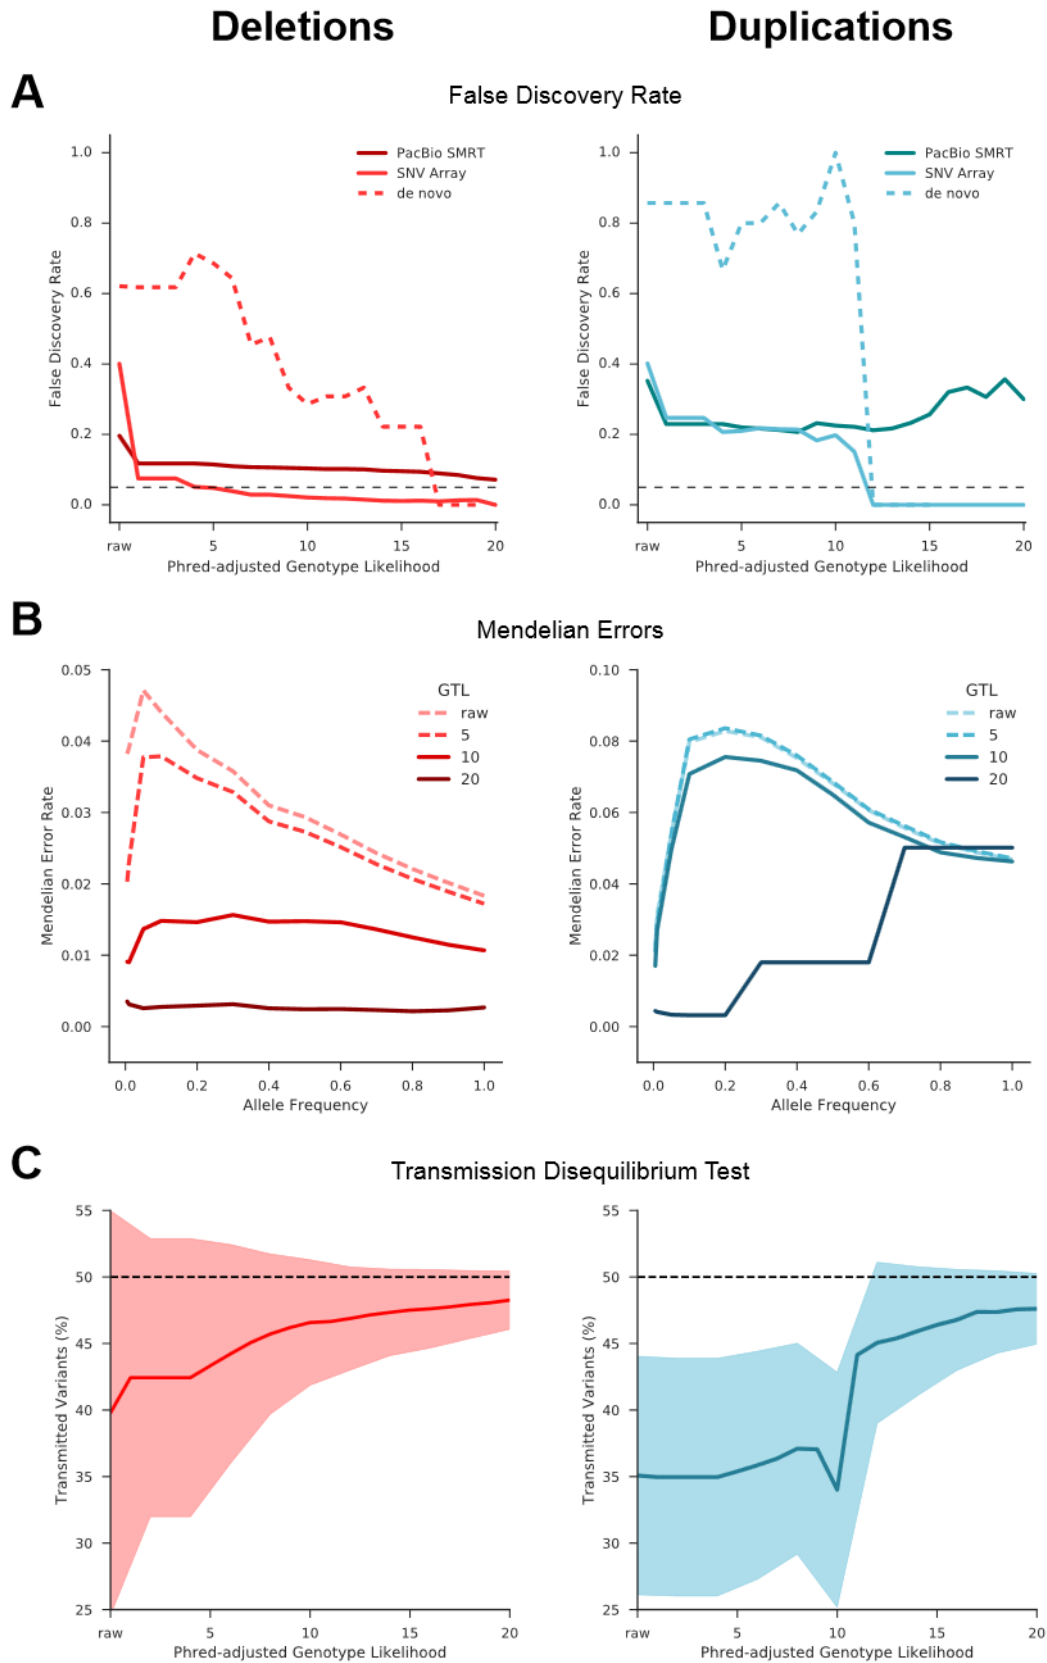 Deletions
Duplications
A
False Discovery Rate
1.0
0.8
0.6
0.4
0.2
0.0
False Discovery Rate
PacBio SMRT
SNV Array
de novo
raw 5 10 15 20
Phred-adjusted Genotype Likelihood
1.0
0.8
0.6
0.4
0.2
0.0
False Discovery Rate
PacBio SMRT
SNV Array
de novo
raw 5 10 15 20
Phred-adjusted Genotype Likelihood
B
Mendelian Errors
0.05
0.04
0.03
0.02
0.01
0.00
Mendelian Error Rate
GTL
raw
5
10
20
0.0 0.2 0.4 0.6 0.8 1.0
Allele Frequency
0.10
0.08
0.06
0.04
0.02
0.00
Mendelian Error Rate
GTL
raw
5
10
20
0.0 0.2 0.4 0.6 0.8 1.0
Allele Frequency
C
Transmission Disequilibrium Test
55
50
45
40
35
30
25
Transmitted Variants (%)
raw 5 10 15 20
Phred-adjusted Genotype Likelihood
55
50
45
40
35
30
25
Transmitted Variants (%)
raw 5 10 15 20
Phred-adjusted Genotype Likelihood